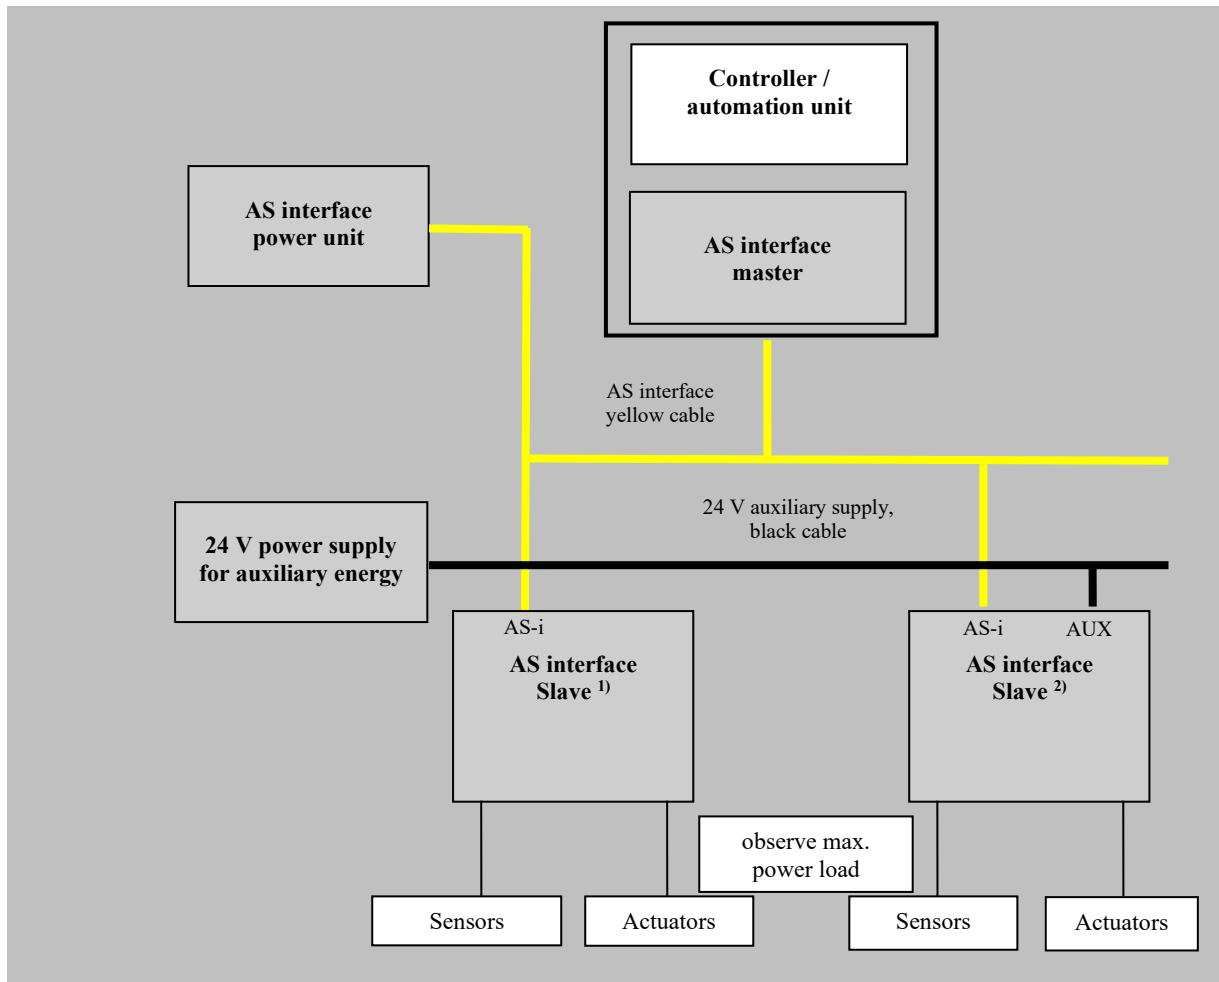 Controller /
automation unit
AS interface
power unit
AS interface
master
AS interface
yellow cable
24 V auxiliary supply,
black cable
24 V power supply
for auxiliary energy
AS-i
AS interface
Slave 1)
AS-i AUX
AS interface
Slave 2)
observe max.
power load
Sensors
Actuators
Sensors
Actuators